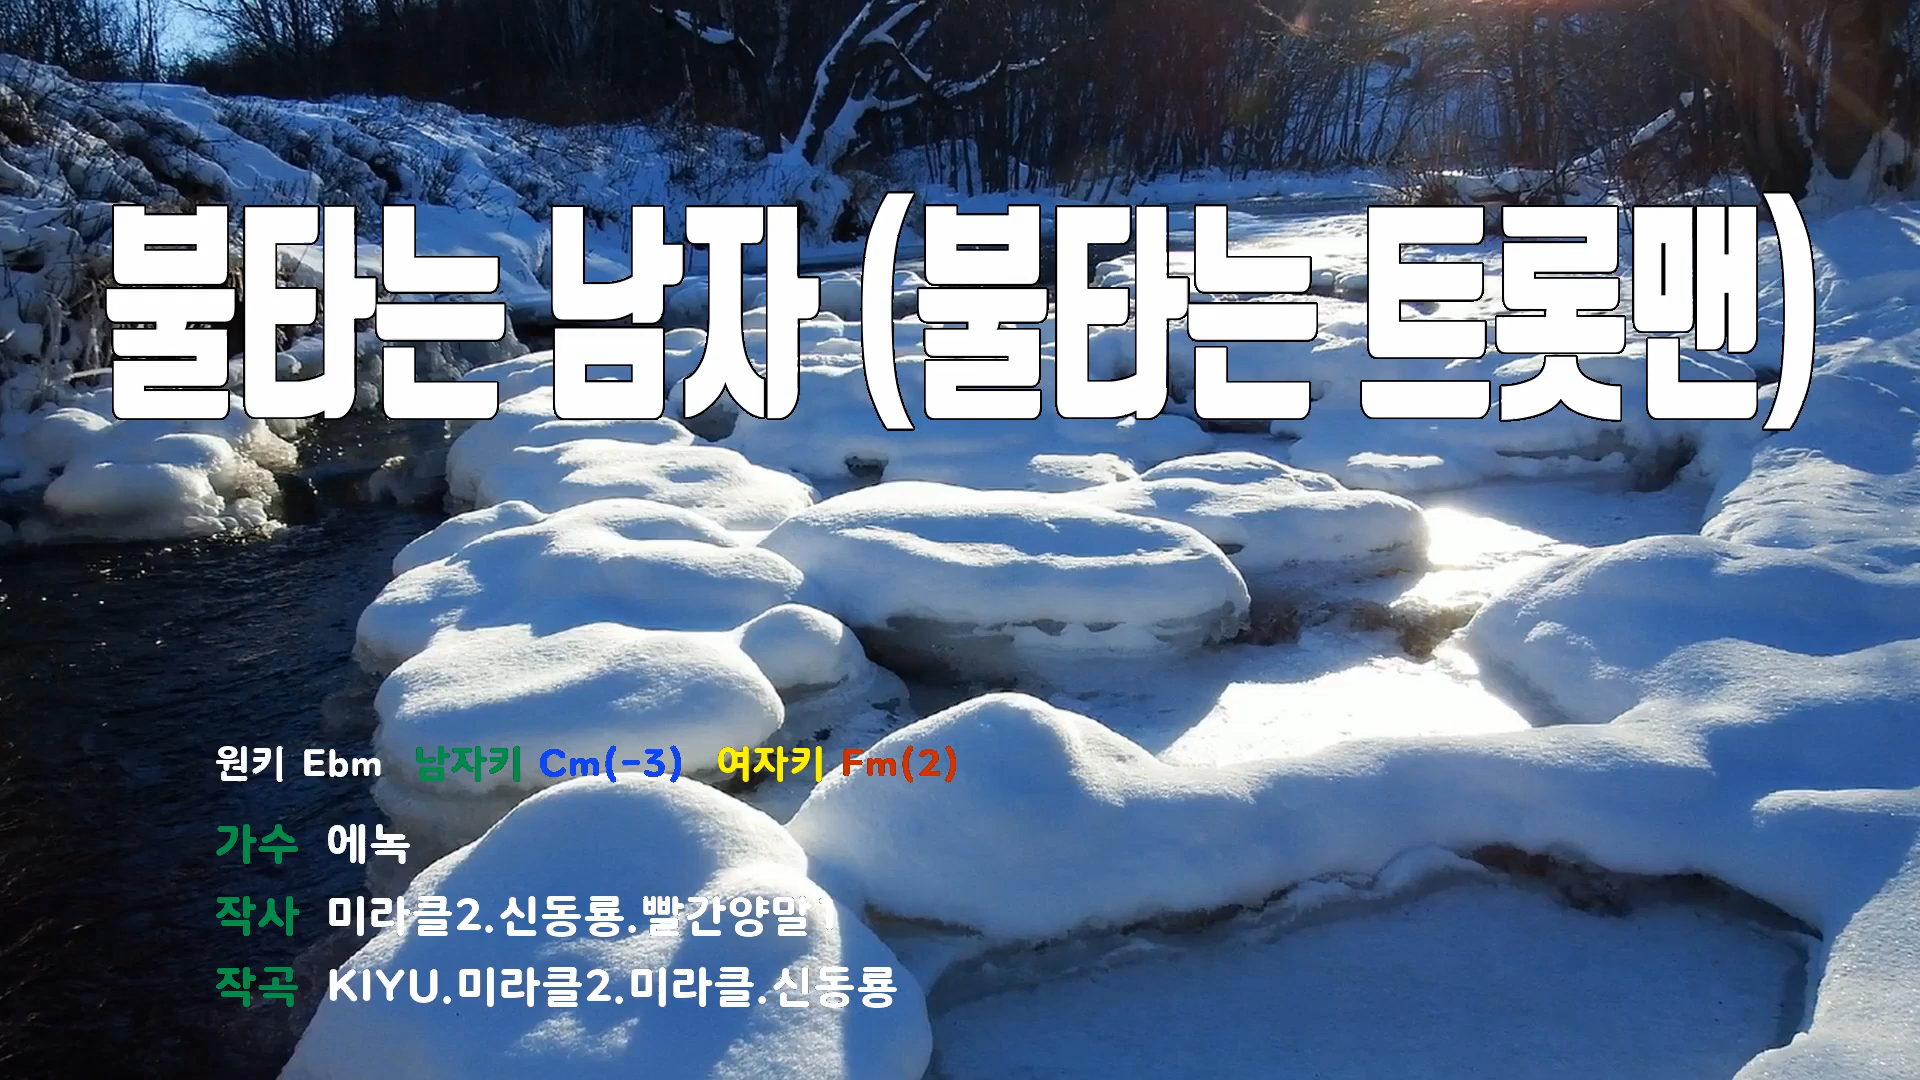 불타는 남자 (불타는 트롯맨)
원키 Ebm 남자키 Cm(-3) 여자키 Fm(2)
가수 에녹
작사 미라클2.신동룡.빨간양말1
작곡 KIYU.미라클2.미라클.신동룡